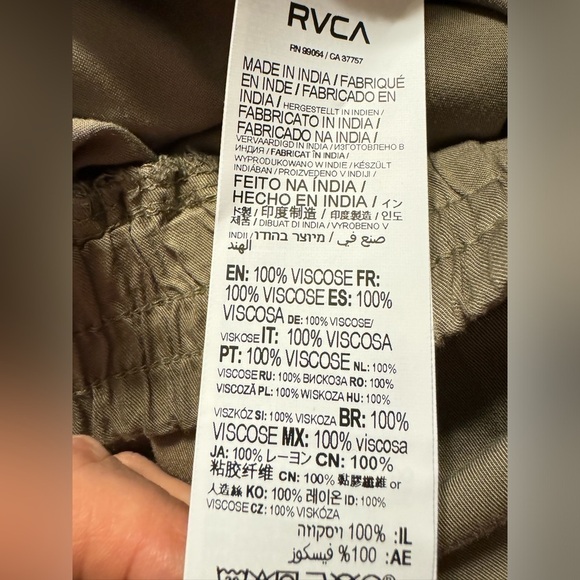 RVCA
RN 99064 / CA 37757
MADE IN INDIA / FABRIQUÉ
EN INDE / FABRICADO EN
INDIA / HERGESTELLT IN INDIEN /
FABBRICATO IN INDIA /
FABRICADO NA INDIA /
VERVAARDIGD IN INDIA / ИЗГОТОВЛЕНО В
ИНДИЯ / FABRICAT ÎN INDIA /
WYPRODUKOWANO W INDIE / KÉSZÜLT
INDIÁBAN / PROIZVEDENO V INDIJI /
FEITO NA ÍNDIA /
HECHO EN INDIA / イン
ド製 / 印度制造 / 印度製造 / 인도
제품 / DIBUAT DI INDIA / VYROBENO V
INDII / صنع في / מיוצר בהודו
الهند
EN: 100% VISCOSE FR:
100% VISCOSE ES: 100%
VISCOSA DE: 100% VISCOSE/
VISKOSE IT: 100% VISCOSA
PT: 100% VISCOSE NL: 100%
VISCOSE RU: 100% ВИСКОЗА RO: 100%
VISCOZĂ PL: 100% WISKOZA HU: 100%
VISZKÓZ SI: 100% VISKOZA BR: 100%
VISCOSE MX: 100% viscosa
JA: 100% レーヨン CN: 100%
粘胶纤维 CN: 100% 黏膠纖維 or
人造絲 KO: 100% 레이온 ID: 100%
VISCOSE CZ: 100% VISKÓZA
IL: 100% ויסקוזה
AE: 100% فيسكوز